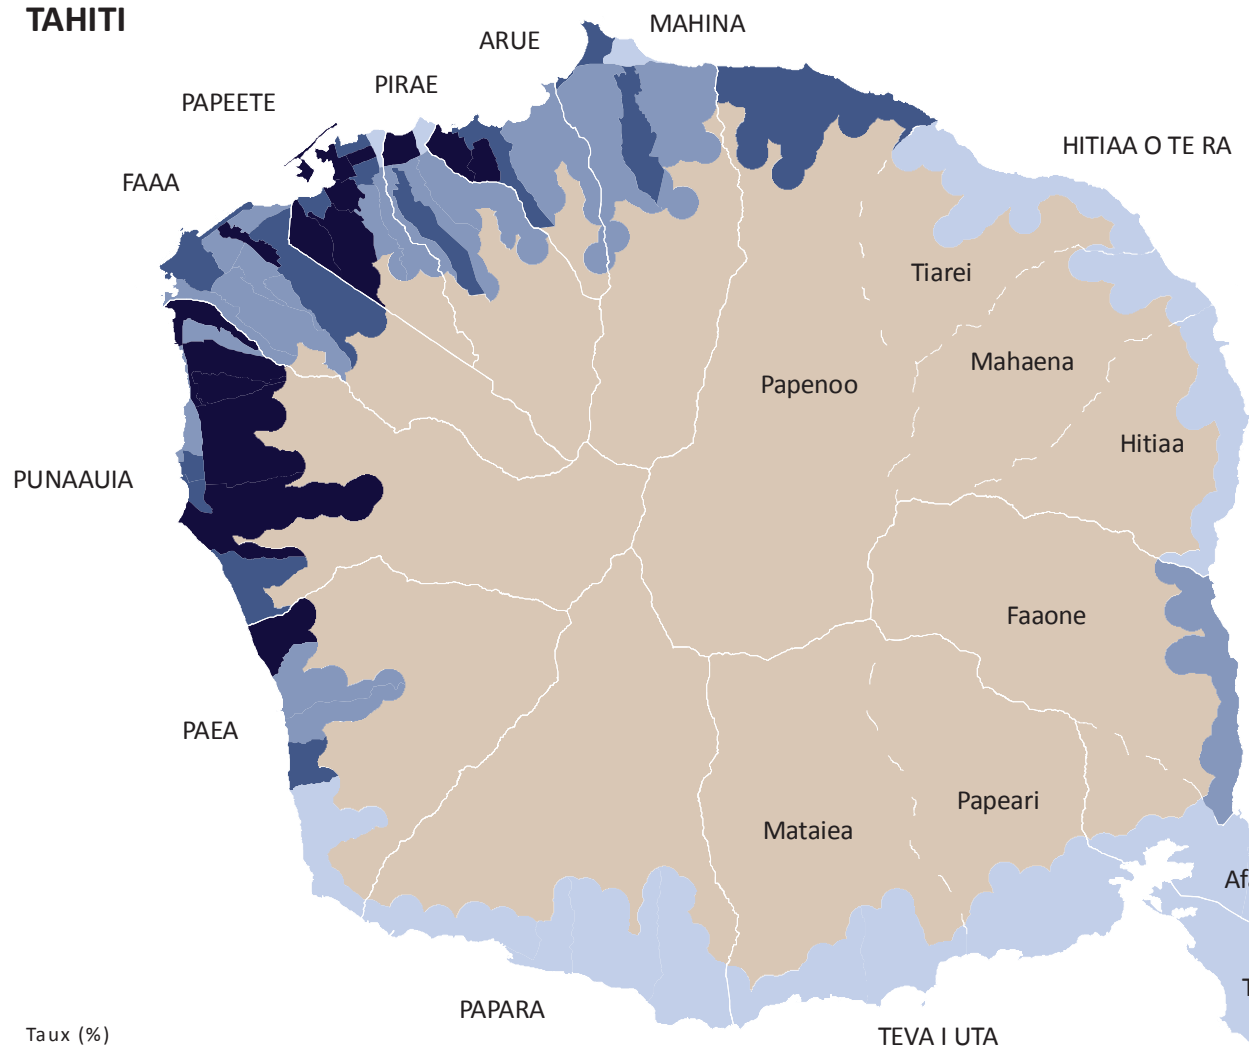 TAHITI
MAHINA
ARUE
PIRAE
PAPEETE
HITIAA O TE RA
FAAA
Tiarei
Mahaena
Papenoo
Hitiaa
PUNAAUIA
Faaone
PAEA
Papeari
Mataiea
PAPARA
TEVA I UTA
Taux (%)